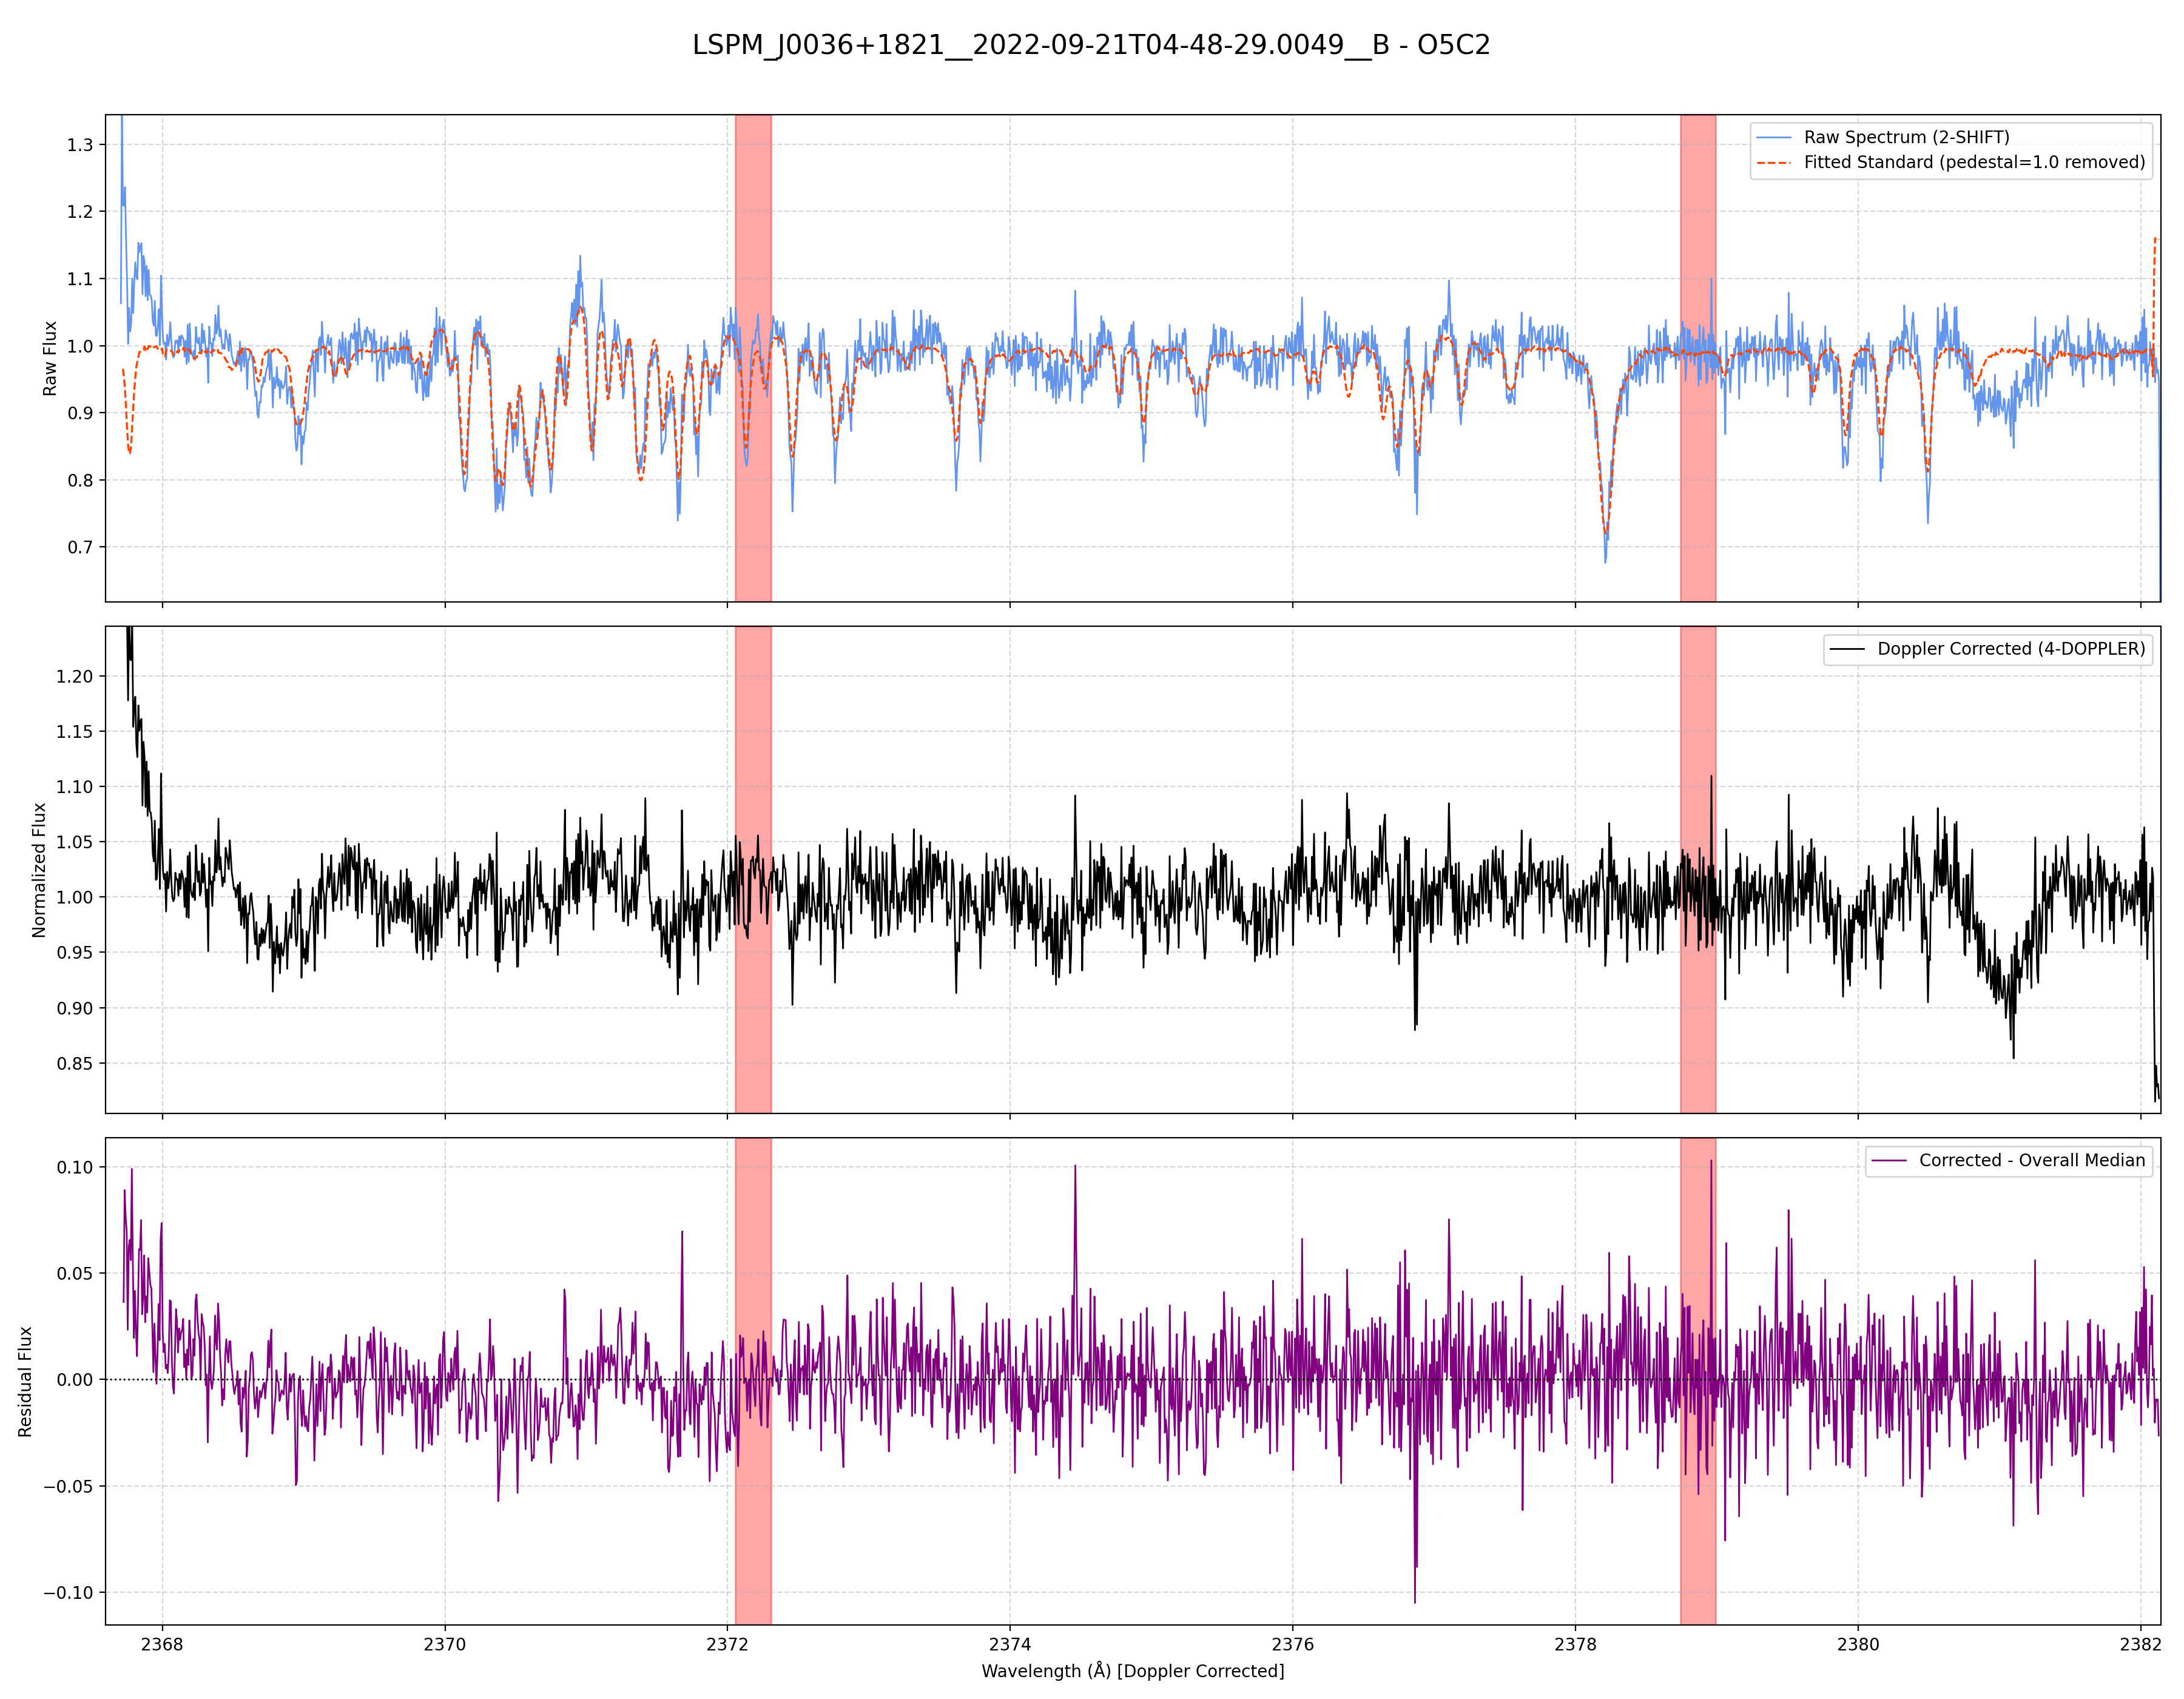 LSPM_J0036+1821__2022-09-21T04-48-29.0049__B - O5C2
Raw Flux
1.3
1.2
1.1
1.0
0.9
0.8
0.7
Raw Spectrum (2-SHIFT)
Fitted Standard (pedestal=1.0 removed)
Normalized Flux
1.20
1.15
1.10
1.05
1.00
0.95
0.90
0.85
Doppler Corrected (4-DOPPLER)
Residual Flux
0.10
0.05
0.00
−0.05
−0.10
Corrected - Overall Median
2368 2370 2372 2374 2376 2378 2380 2382
Wavelength (Å) [Doppler Corrected]